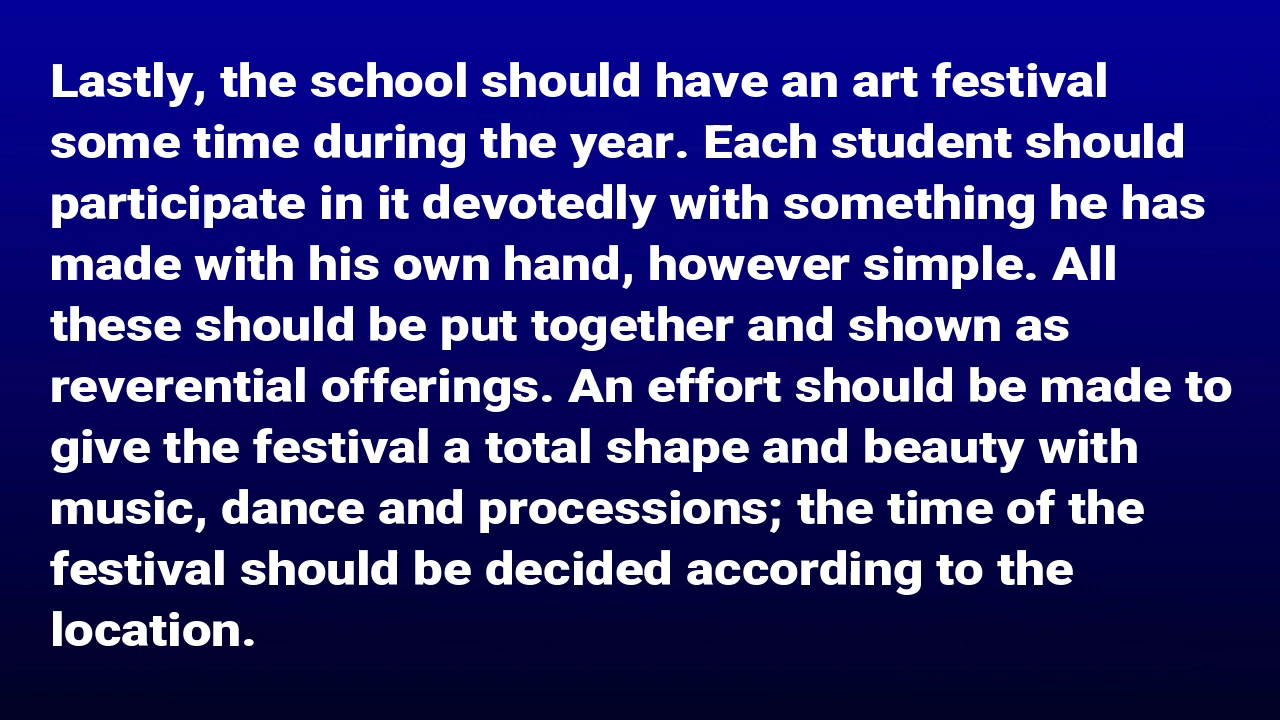 Lastly, the school should have an art festival
some time during the year. Each student should
participate in it devotedly with something he has
made with his own hand, however simple. All
these should be put together and shown as
reverential offerings. An effort should be made to
give the festival a total shape and beauty with
music, dance and processions; the time of the
festival should be decided according to the
location.